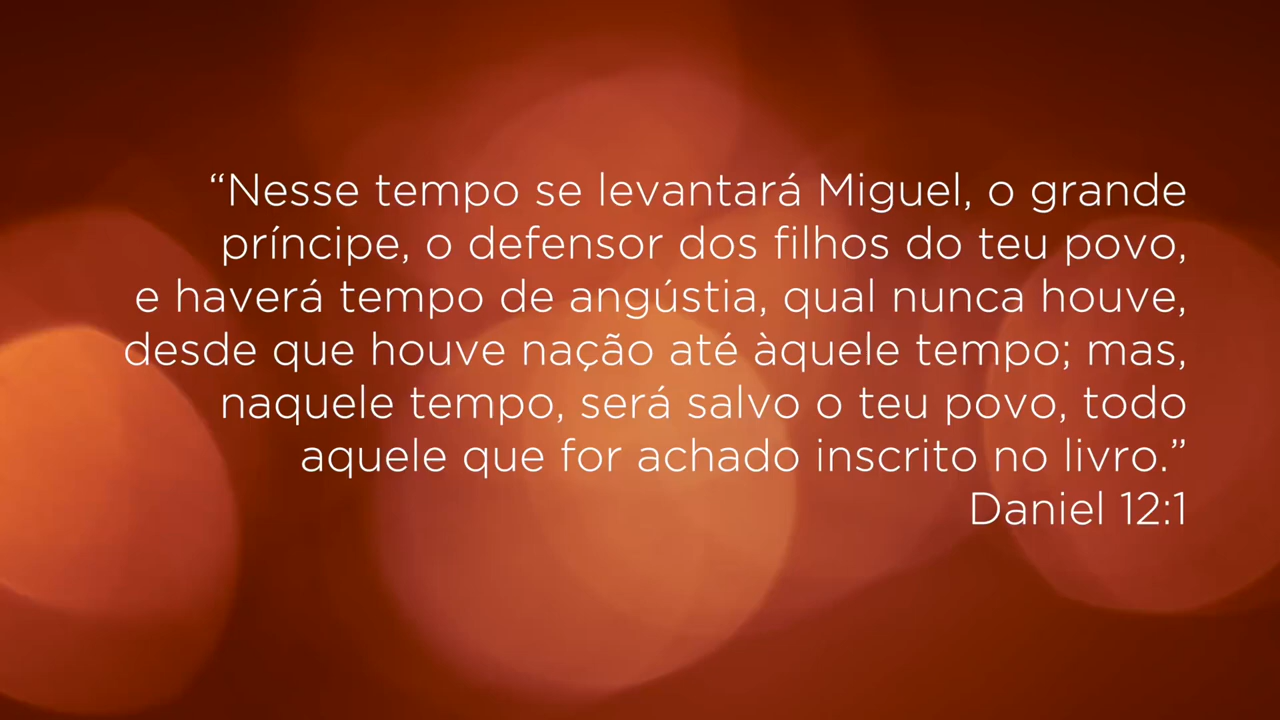 “Nesse tempo se levantará Miguel, o grande
príncipe, o defensor dos filhos do teu povo,
e haverá tempo de angústia, qual nunca houve,
desde que houve nação até àquele tempo; mas,
naquele tempo, será salvo o teu povo, todo
aquele que for achado inscrito no livro.”
Daniel 12:1